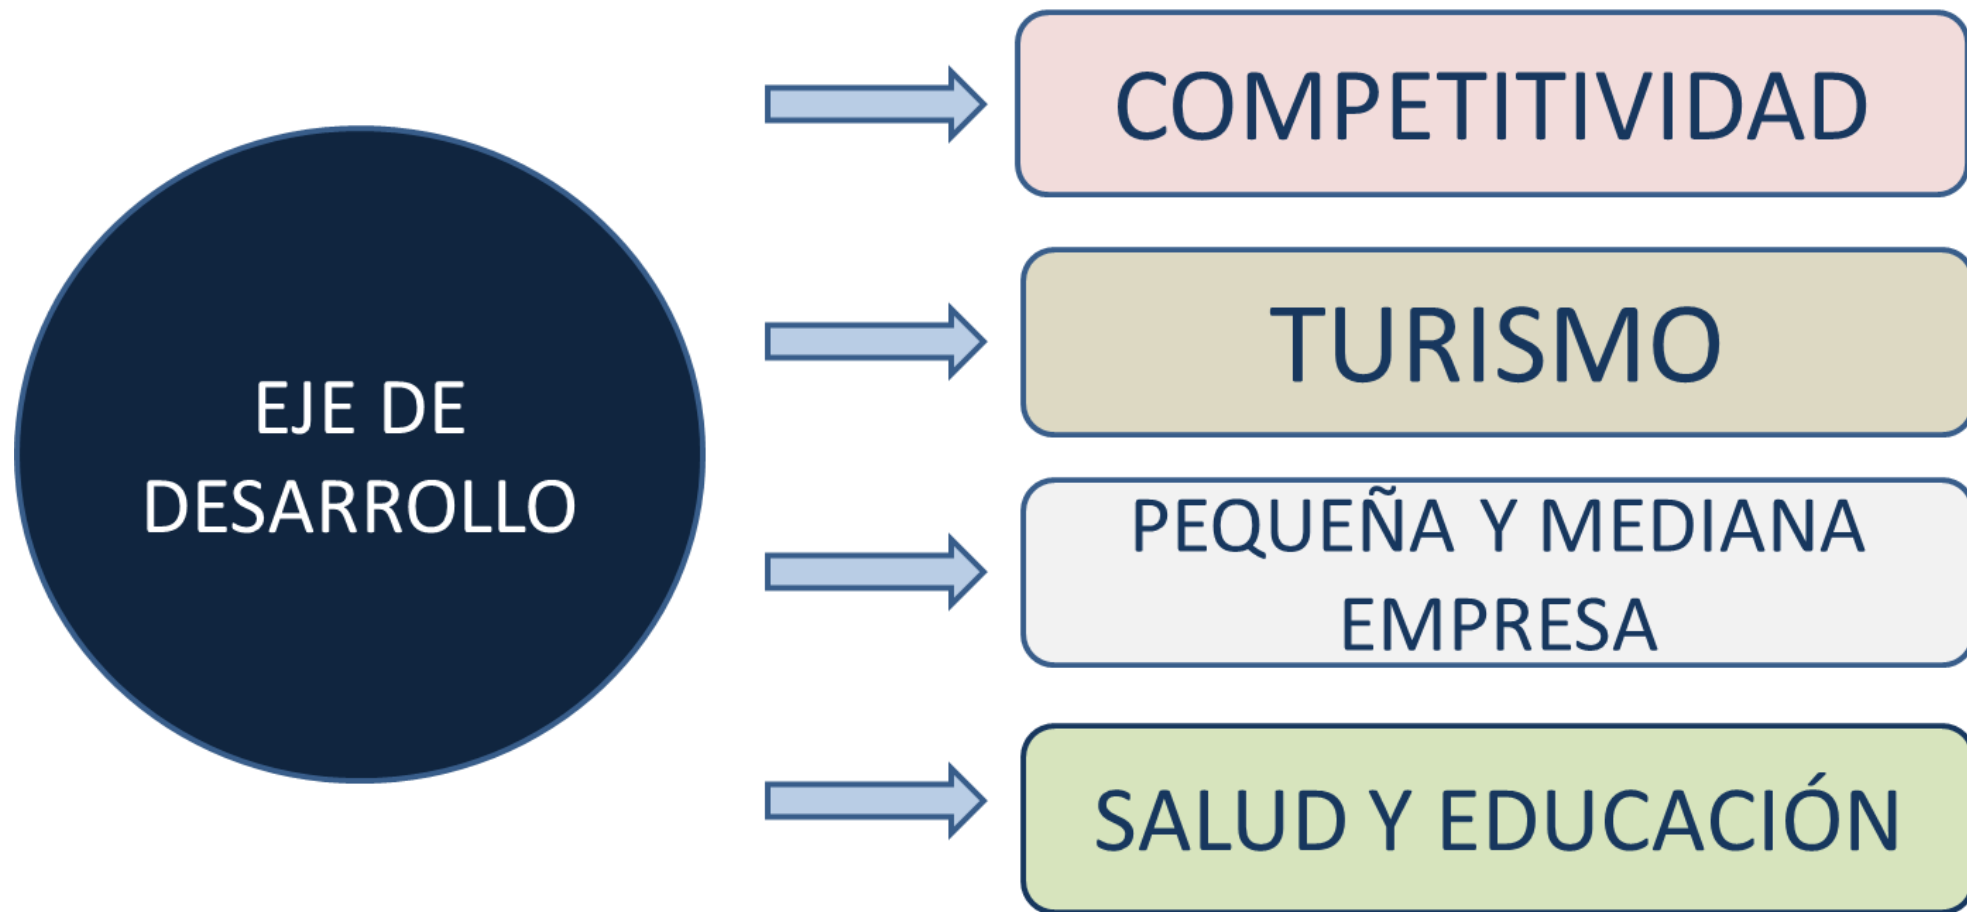 EJE DE
DESARROLLO
COMPETITIVIDAD
TURISMO
PEQUEÑA Y MEDIANA
EMPRESA
SALUD Y EDUCACIÓN